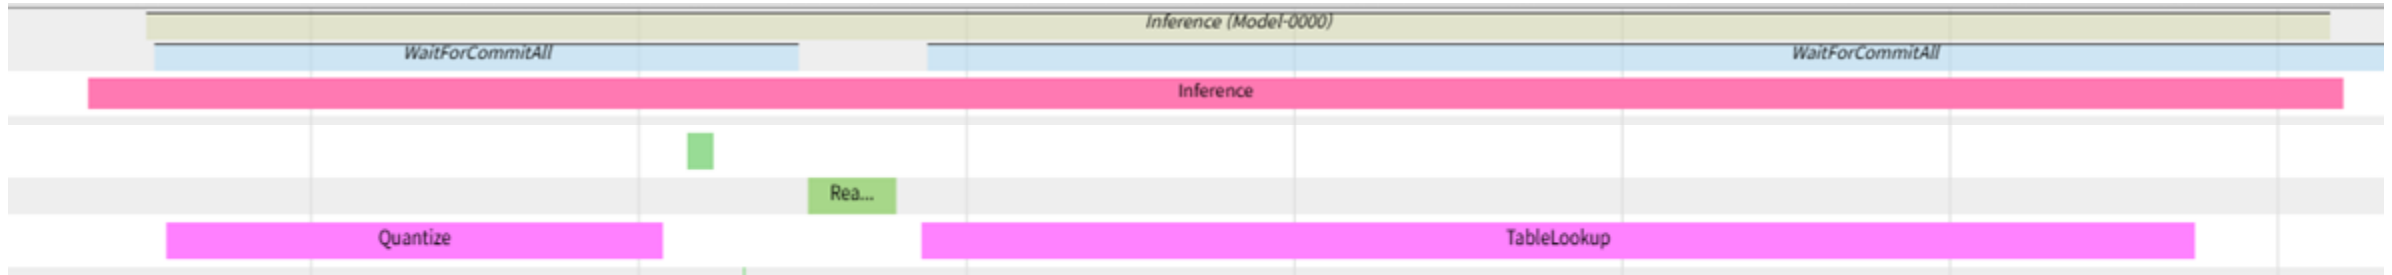 Inference (Model-0000)
WaitForCommitAll WaitForCommitAll
Inference
Rea...
Quantize TableLookup